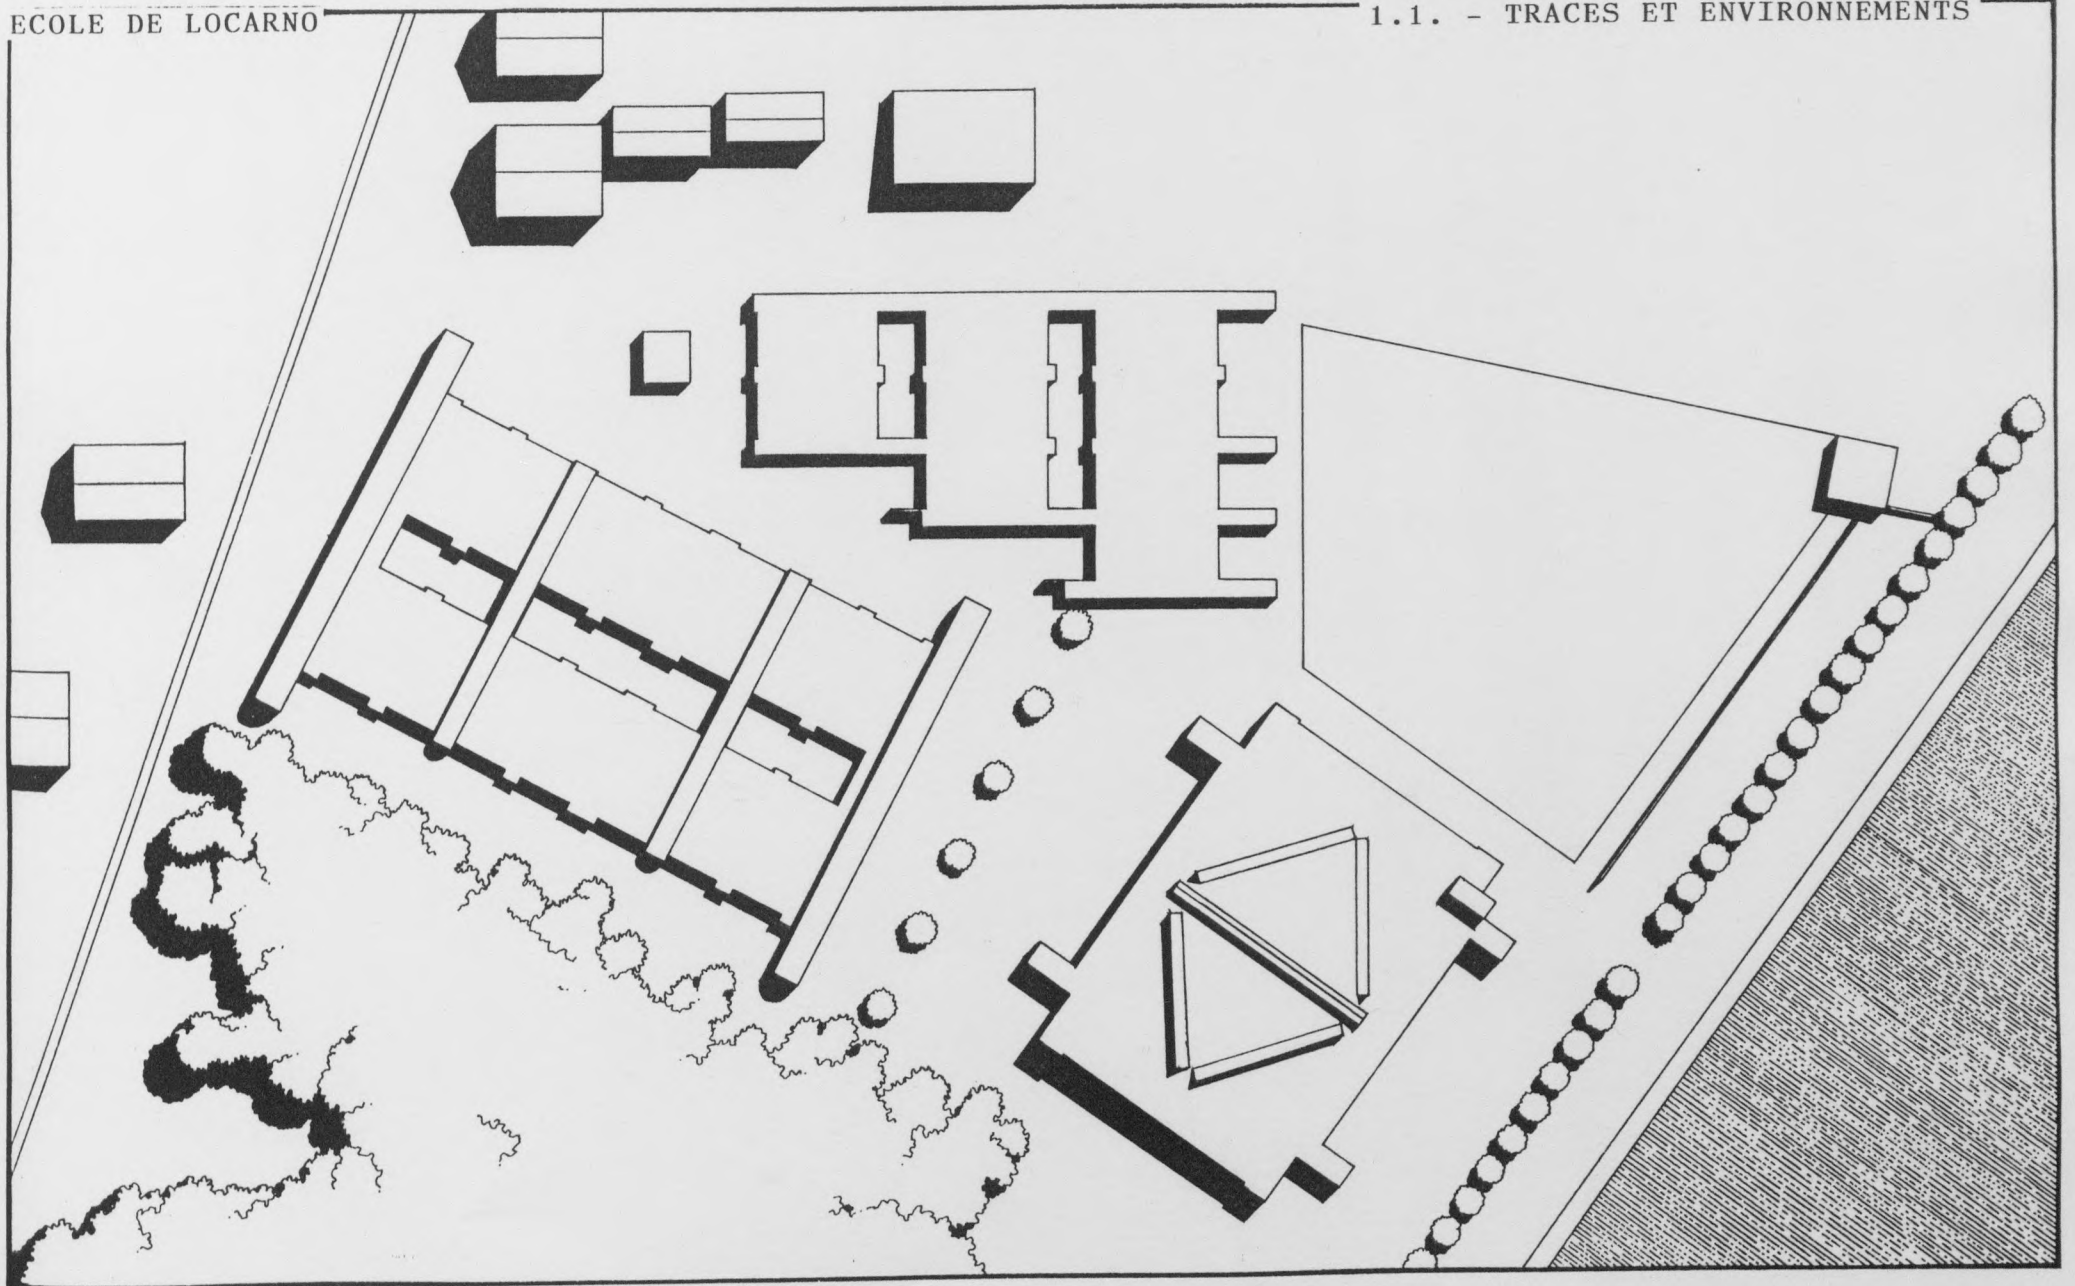 ECOLE DE LOCARNO
1.1. - TRACES ET ENVIRONNEMENTS